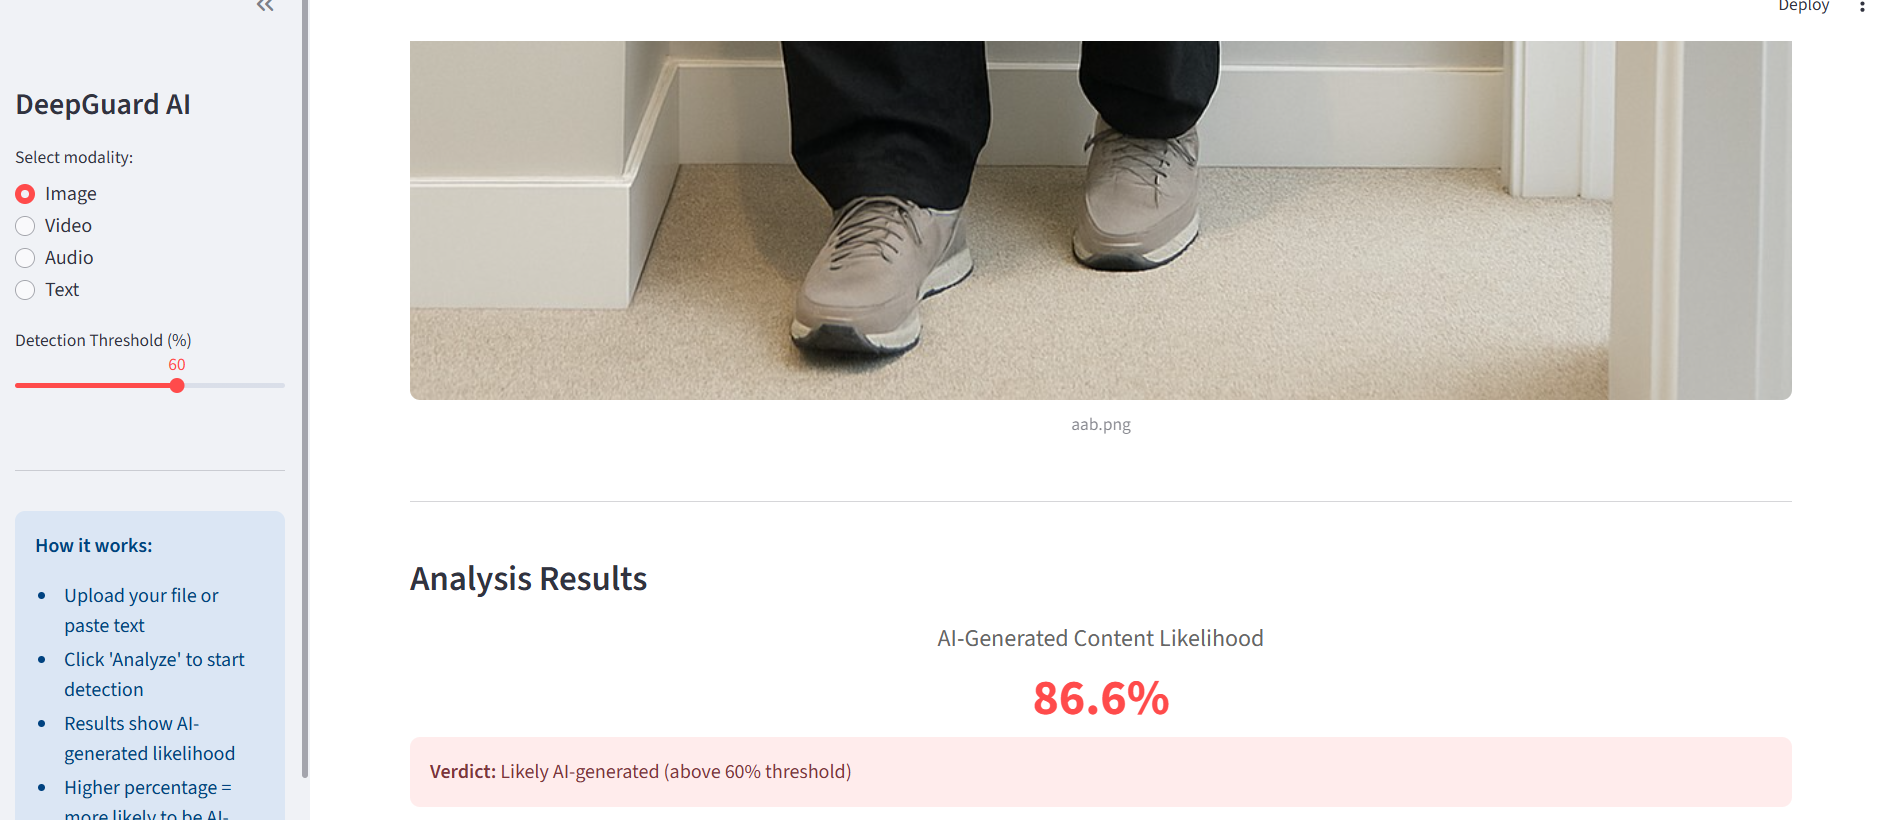 Deploy
DeepGuard AI
Select modality:
Image
Video
Audio
Text
Detection Threshold (%)
60
How it works:
Upload your file or
paste text
Click 'Analyze' to start
detection
Results show AI-
generated likelihood
Higher percentage =
more likely to be AI-
aab.png
Analysis Results
AI-Generated Content Likelihood
86.6%
Verdict: Likely AI-generated (above 60% threshold)